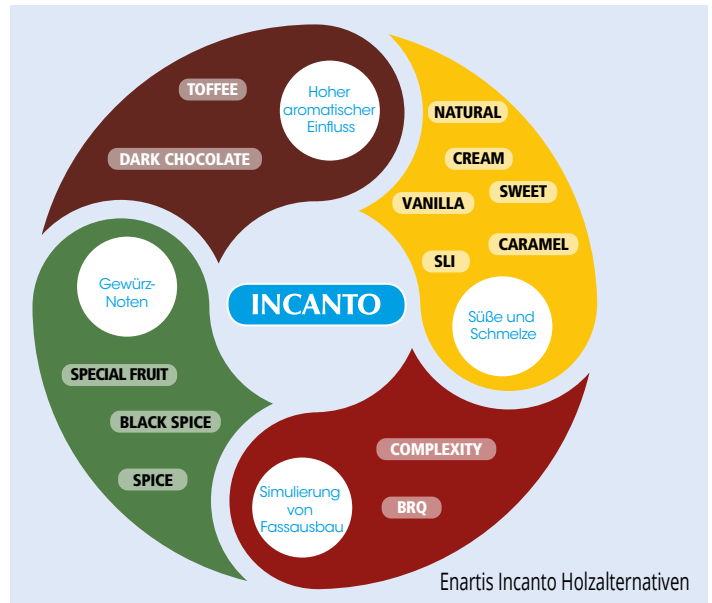 TOFFEE
DARK CHOCOLATE
Hoher
aromatischer
Einfluss
NATURAL
CREAM
SWEET
VANILLA
CARAMEL
SLI
Süße und
Schmelze
INCANTO
Gewürz-
Noten
SPECIAL FRUIT
BLACK SPICE
SPICE
COMPLEXITY
BRQ
Simulierung
von
Fassausbau
Enartis Incanto Holzalternativen